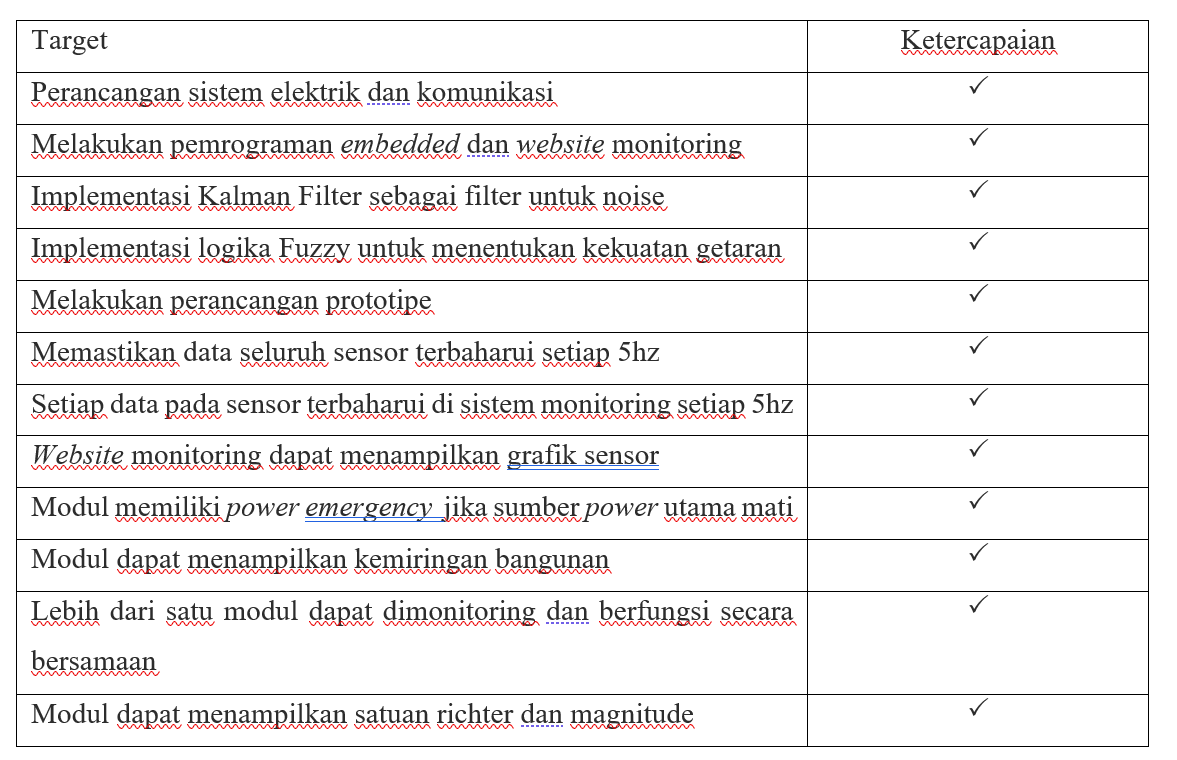 Target Ketercapaian
Perancangan sistem elektrik dan komunikasi ✓
Melakukan pemrograman embedded dan website monitoring ✓
Implementasi Kalman Filter sebagai filter untuk noise ✓
Implementasi logika Fuzzy untuk menentukan kekuatan getaran ✓
Melakukan perancangan prototipe ✓
Memastikan data seluruh sensor terbaharui setiap 5hz ✓
Setiap data pada sensor terbaharui di sistem monitoring setiap 5hz ✓
Website monitoring dapat menampilkan grafik sensor ✓
Modul memiliki power emergency jika sumber power utama mati ✓
Modul dapat menampilkan kemiringan bangunan ✓
Lebih dari satu modul dapat dimonitoring dan berfungsi secara ✓
bersamaan
Modul dapat menampilkan satuan richter dan magnitude ✓